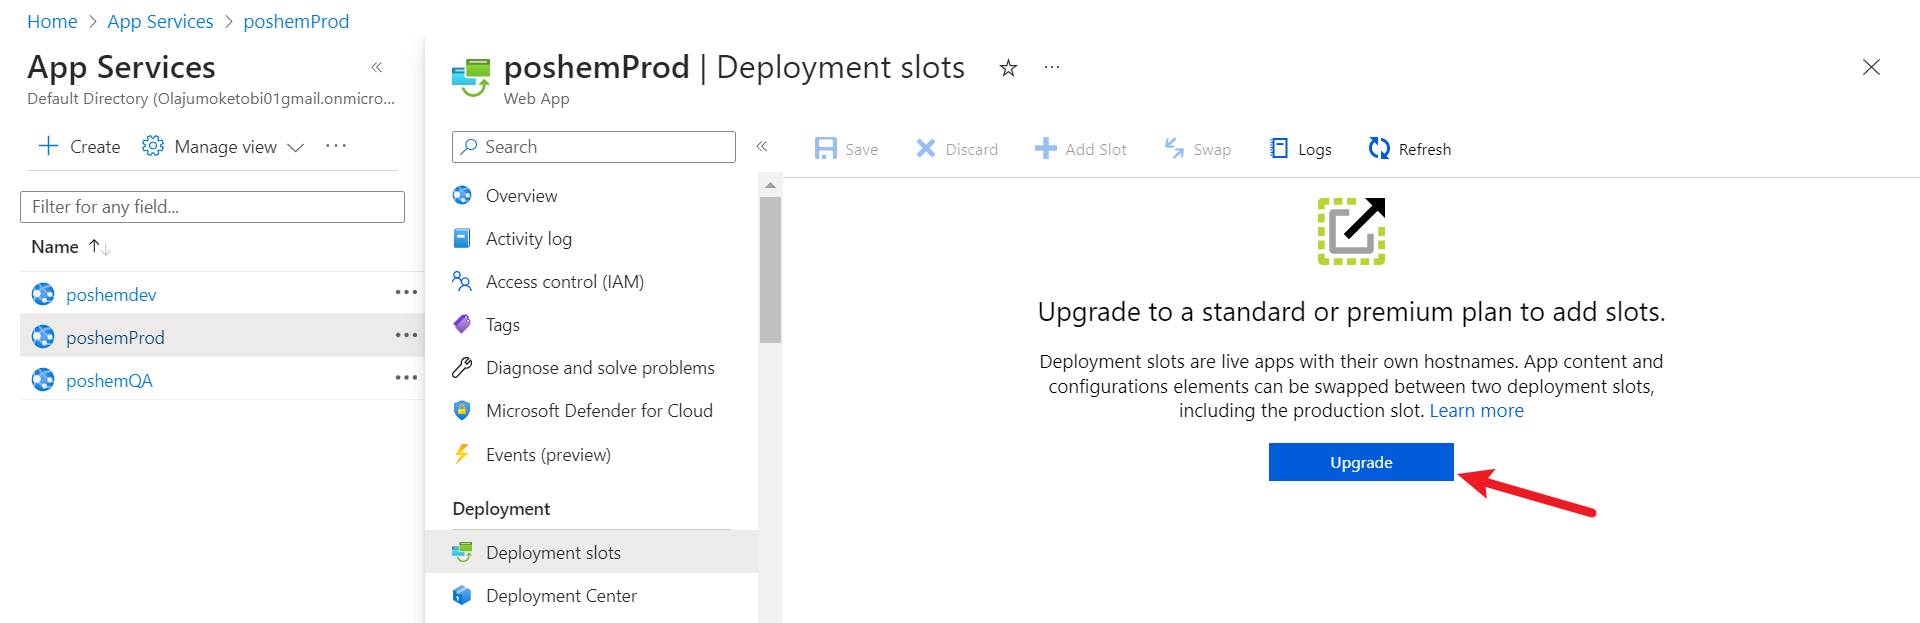 Home > App Services > poshemProd
App Services «
Default Directory (Olajumoketobi01gmail.onmicro...
+ Create Manage view ...
Filter for any field...
Name ↑↓
poshemdev ...
poshemProd ...
poshemQA ...
poshemProd | Deployment slots ☆ ...
Web App
Search «
Overview
Activity log
Access control (IAM)
Tags
Diagnose and solve problems
Microsoft Defender for Cloud
Events (preview)
Deployment
Deployment slots
Deployment Center
Save Discard Add Slot Swap Logs Refresh
Upgrade to a standard or premium plan to add slots.
Deployment slots are live apps with their own hostnames. App content and
configurations elements can be swapped between two deployment slots,
including the production slot. Learn more
Upgrade